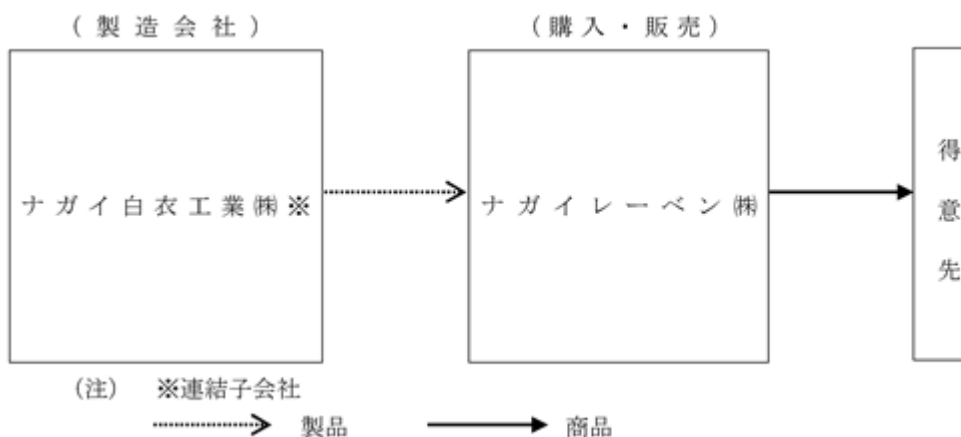 (製造会社)
(購入・販売)
ナガイ白衣工業㈱※
ナガイレーベン㈱
得
意
先
(注) ※連結子会社
製品
商品